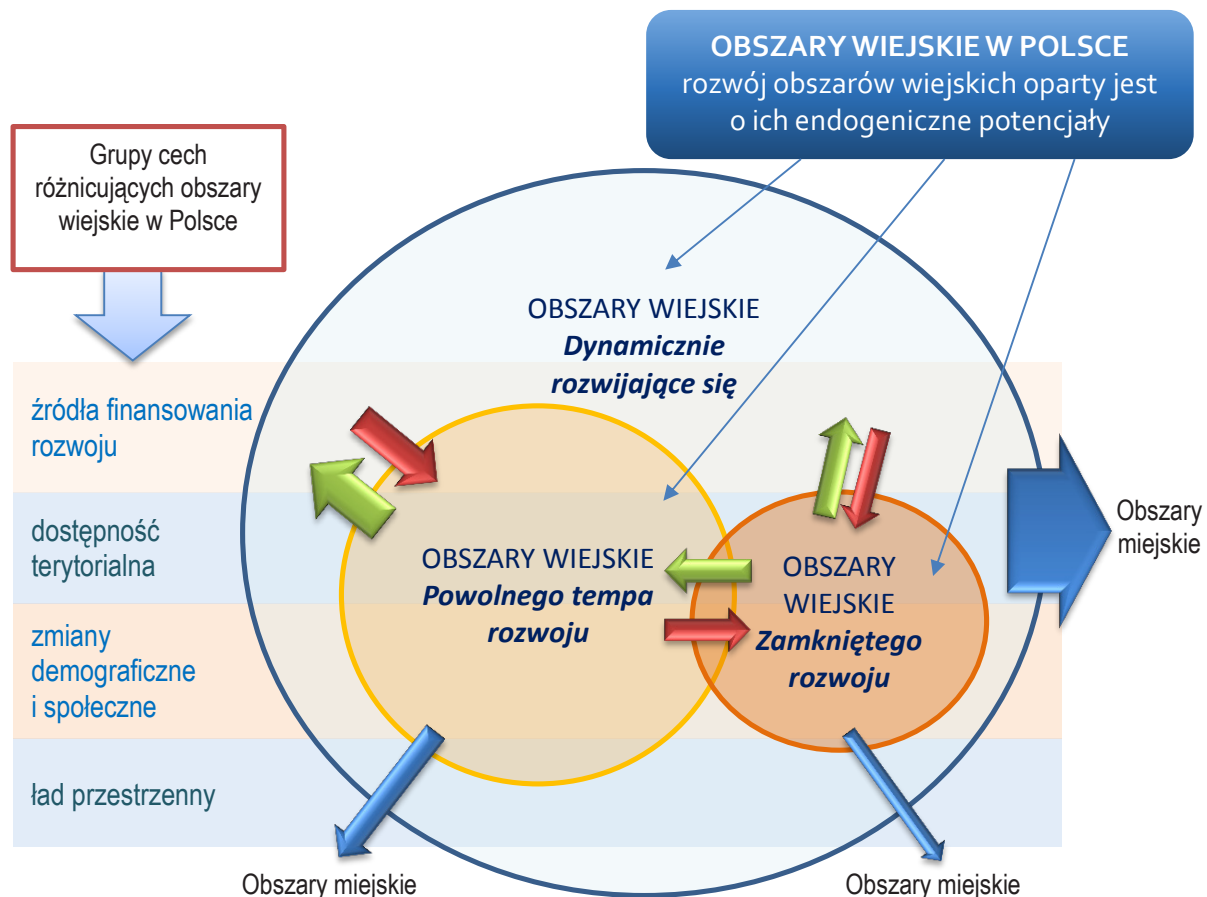 OBSZARY WIEJSKIE W POLSCE
rozwój obszarów wiejskich oparty jest
o ich endogeniczne potencjały
Grupy cech
różnicujących obszary
wiejskie w Polsce
OBSZARY WIEJSKIE
Dynamicznie
rozwijające się
źródła finansowania
rozwoju
dostępność
terytorialna
zmiany
demograficzne
i społeczne
ład przestrzenny
OBSZARY WIEJSKIE
Powolnego tempa
rozwoju
OBSZARY
WIEJSKIE
Zamkniętego
rozwoju
Obszary
miejskie
Obszary miejskie
Obszary miejskie